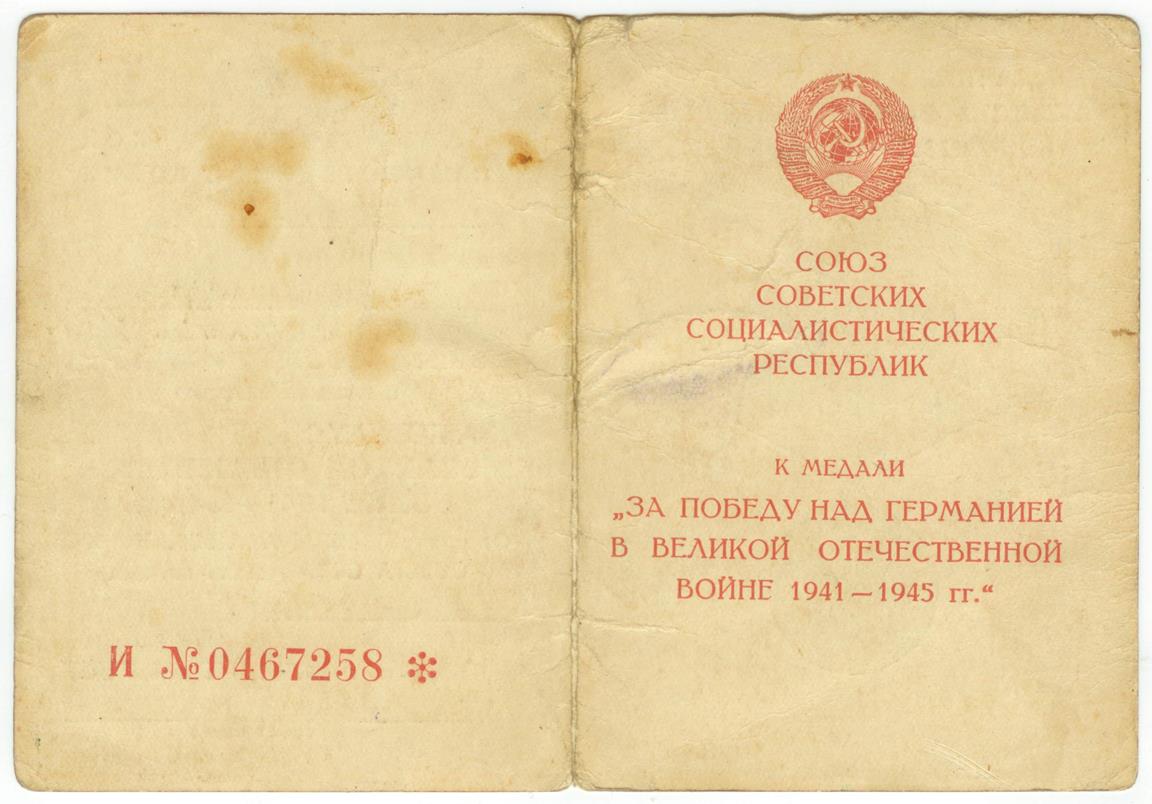 И №0467258 *
СОЮЗ
СОВЕТСКИХ
СОЦИАЛИСТИЧЕСКИХ
РЕСПУБЛИК
К МЕДАЛИ
„ЗА ПОБЕДУ НАД ГЕРМАНИЕЙ
В ВЕЛИКОЙ ОТЕЧЕСТВЕННОЙ
ВОЙНЕ 1941—1945 гг.“